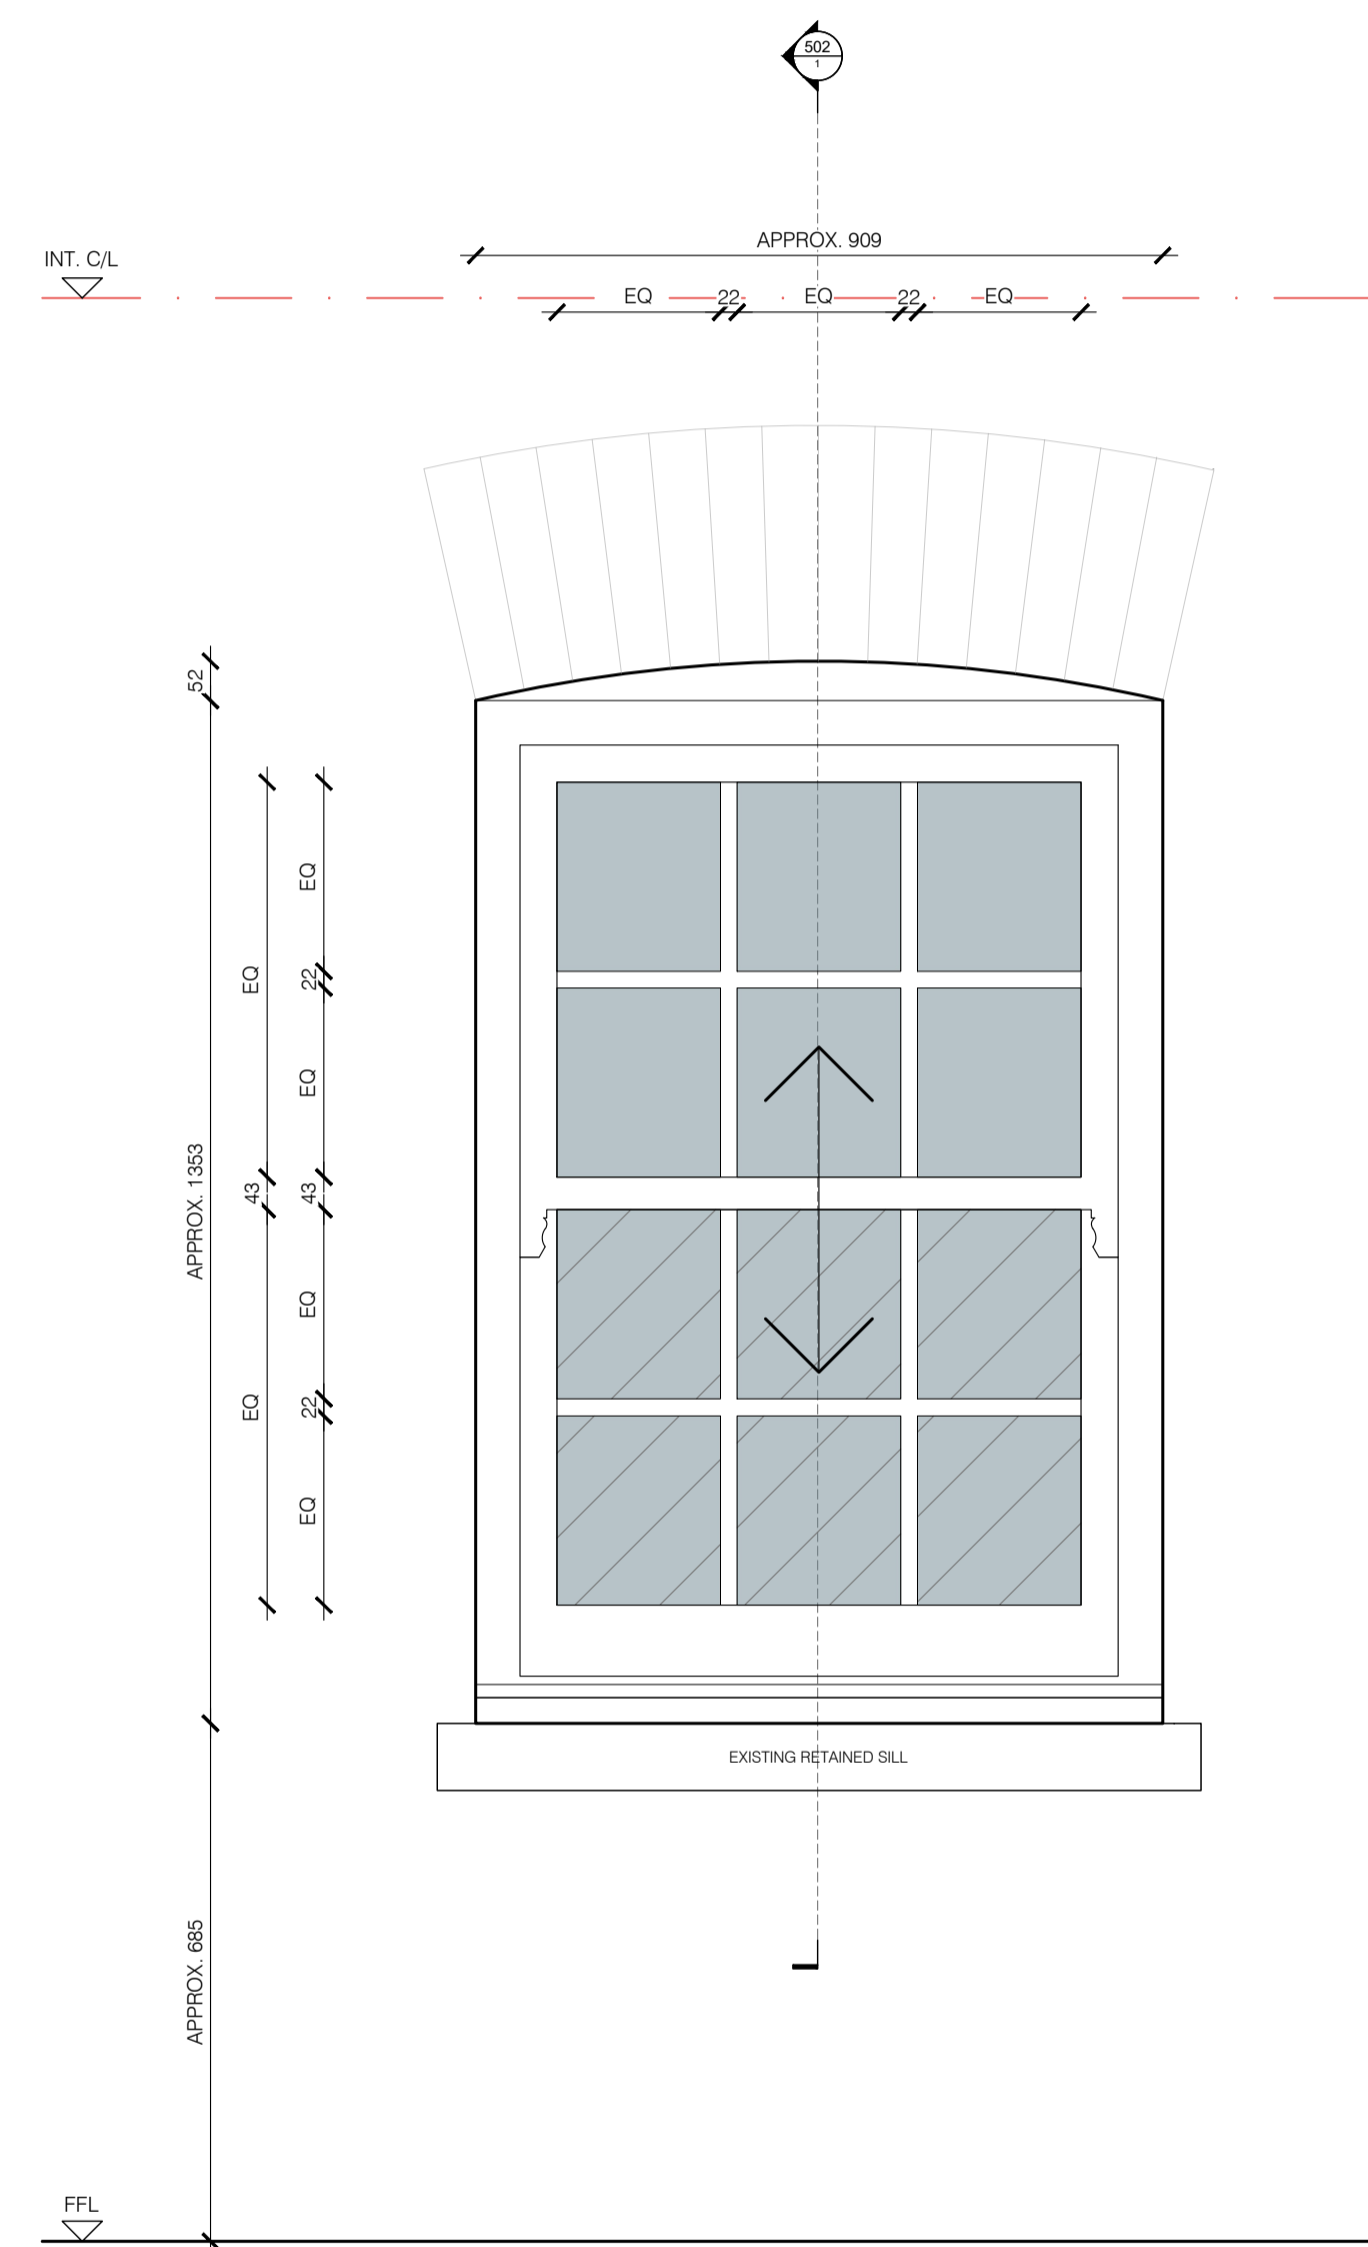 502
1
APPROX. 909
INT. C/L
EQ 22 EQ 22 EQ
52
EQ
22
EQ
EQ
APPROX. 1353
43
43
EQ
EQ
22
EQ
EXISTING RETAINED SILL
APPROX. 685
FFL